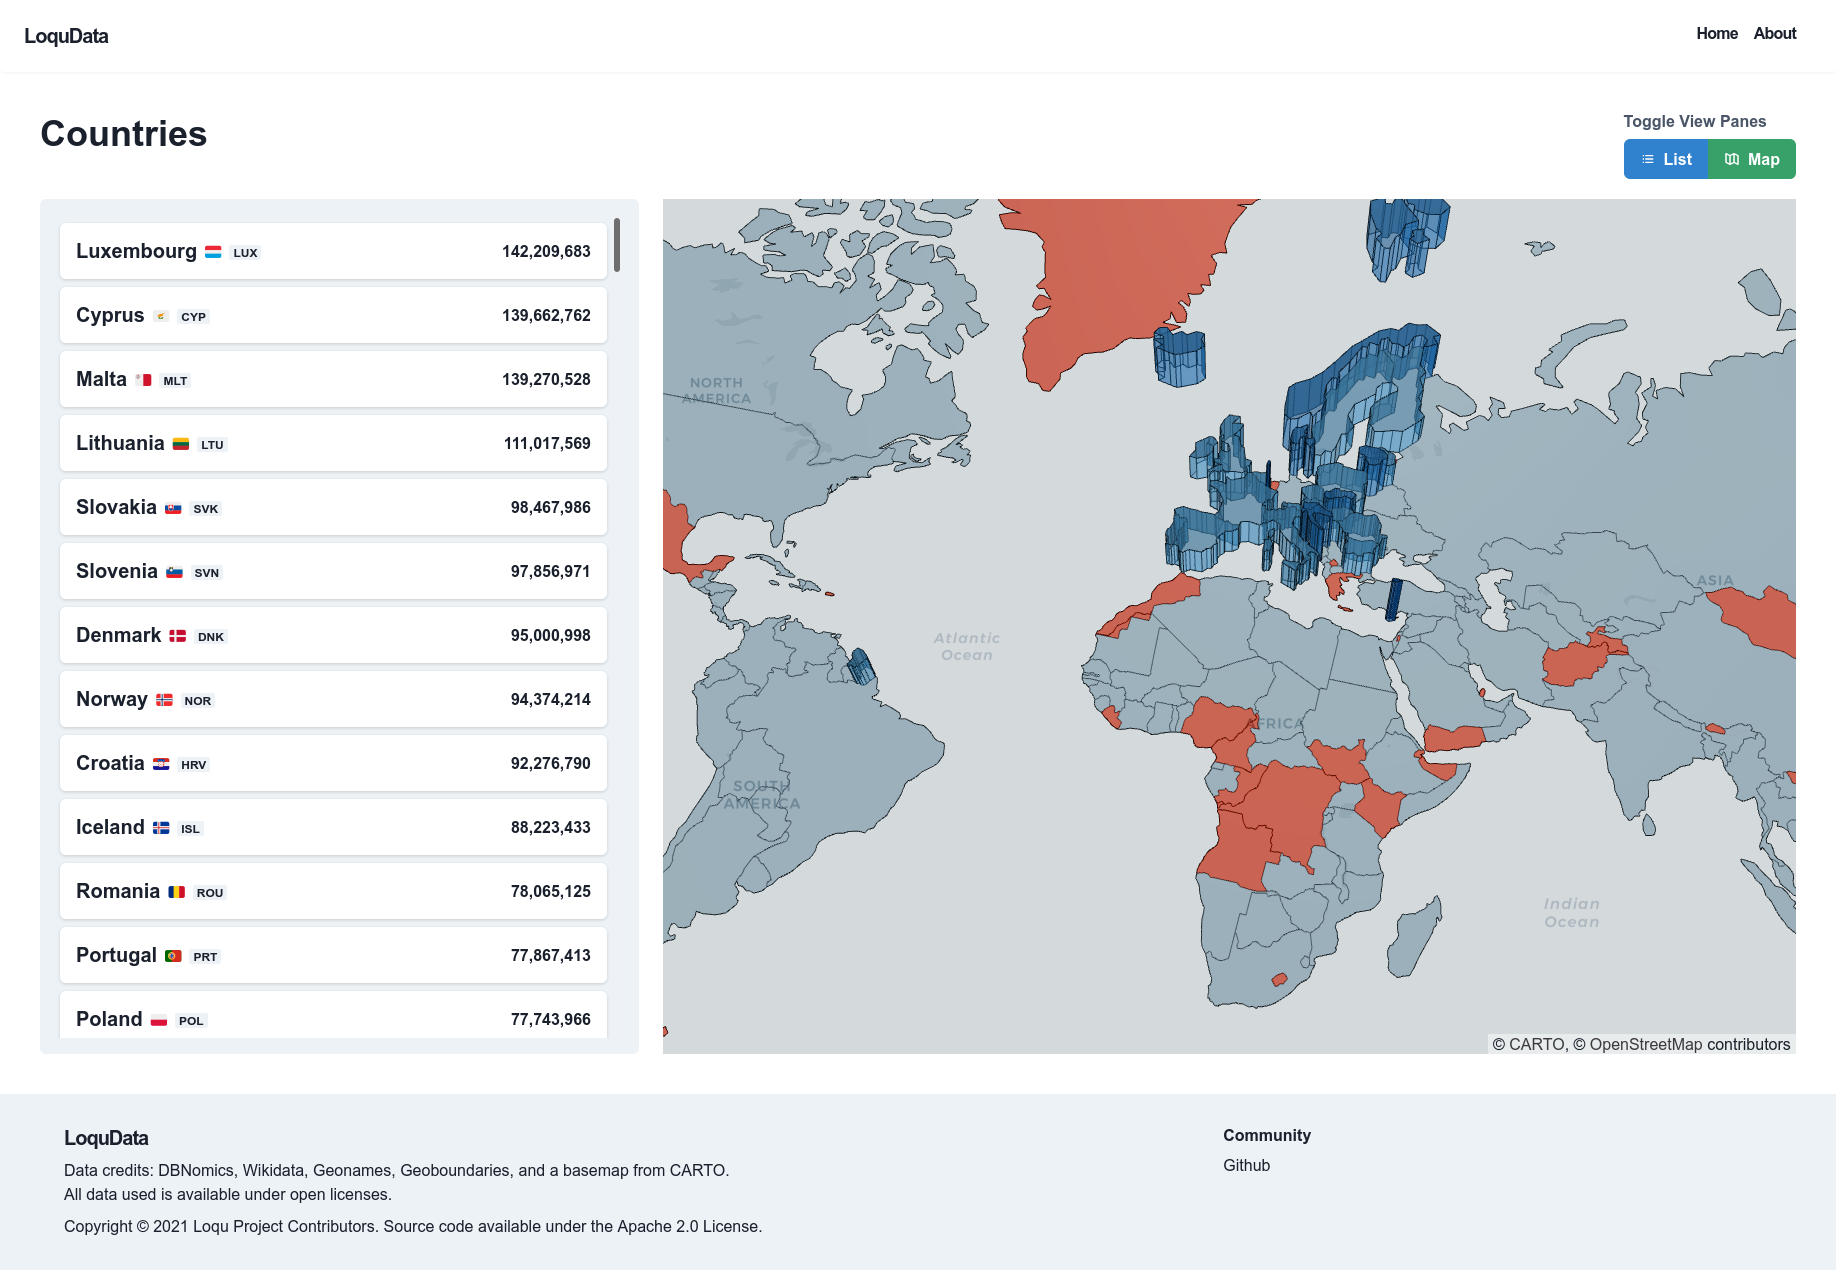 LoquData
Home About
Countries
Toggle View Panes
List Map
Luxembourg LUX 142,209,683
Cyprus CYP 139,662,762
Malta MLT 139,270,528
Lithuania LTU 111,017,569
Slovakia SVK 98,467,986
Slovenia SVN 97,856,971
Denmark DNK 95,000,998
Norway NOR 94,374,214
Croatia HRV 92,276,790
Iceland ISL 88,223,433
Romania ROU 78,065,125
Portugal PRT 77,867,413
Poland POL 77,743,966
NORTH
AMERICA
ASIA
Atlantic
Ocean
AFRICA
SOUTH
AMERICA
Indian
Ocean
© CARTO, © OpenStreetMap contributors
LoquData
Data credits: DBNomics, Wikidata, Geonames, Geoboundaries, and a basemap from CARTO.
All data used is available under open licenses.
Copyright © 2021 Loqu Project Contributors. Source code available under the Apache 2.0 License.
Community
Github